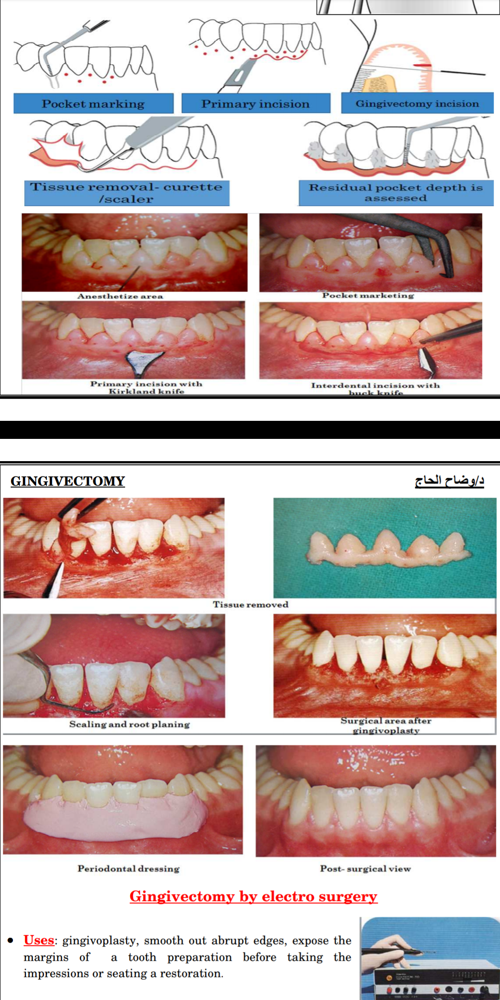 Pocket marking
Primary incision
Gingivectomy incision
Tissue removal- curette
/scaler
Residual pocket depth is
assessed
Anesthetize area
Pocket marketing
Primary incision with
Kirkland knife
Interdental incision with
buck knife
GINGIVECTOMY
د/وضاح الحاج
Tissue removed
Scaling and root planing
Surgical area after
gingivoplasty
Periodontal dressing
Post- surgical view
Gingivectomy by electro surgery
• Uses: gingivoplasty, smooth out abrupt edges, expose the
margins of a tooth preparation before taking the
impressions or seating a restoration.